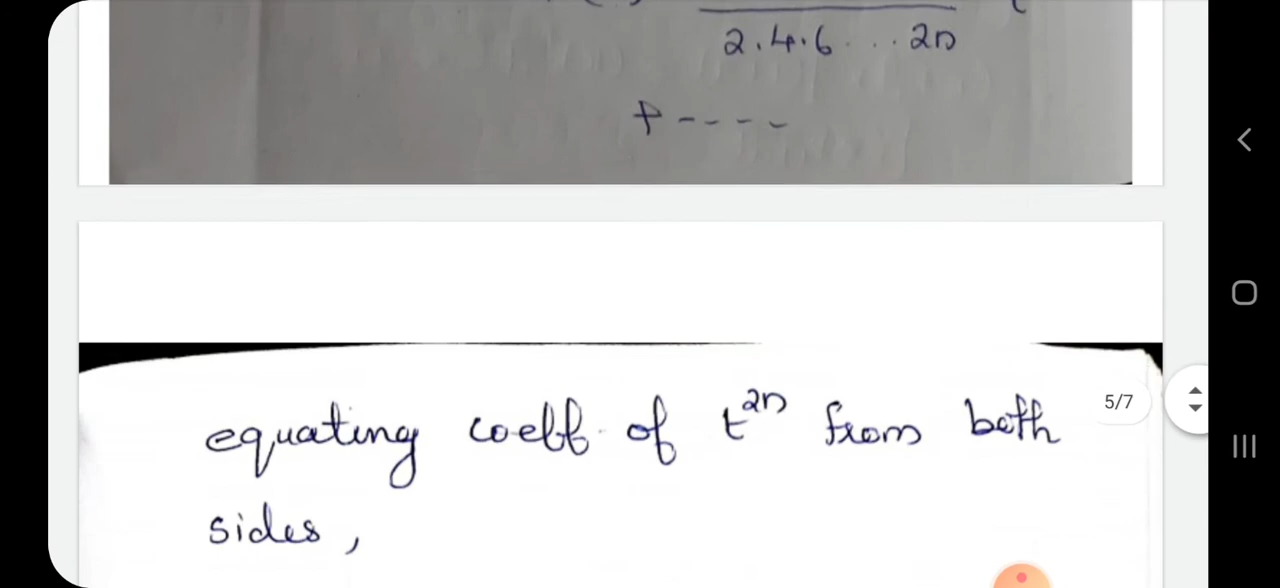 2.4.6 ... 2n
+ ----
equating coeff. of t^2n from both
5/7
sides,